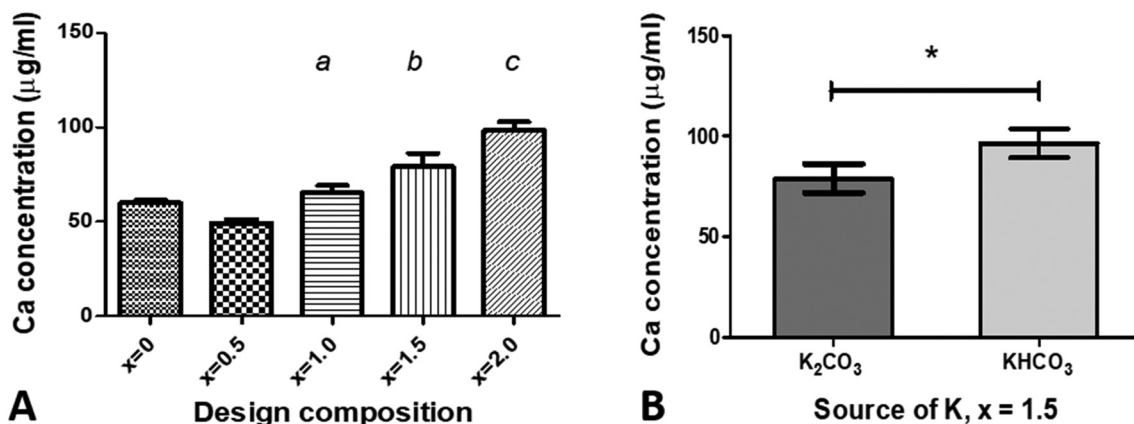 Ca concentration (µg/ml)
150
100
50
0
a
b
c
x=0
x=0.5
x=1.0
x=1.5
x=2.0
Design composition
A
Ca concentration (µg/ml)
150
100
50
0
*
K₂CO₃
KHCO₃
Source of K, x = 1.5
B